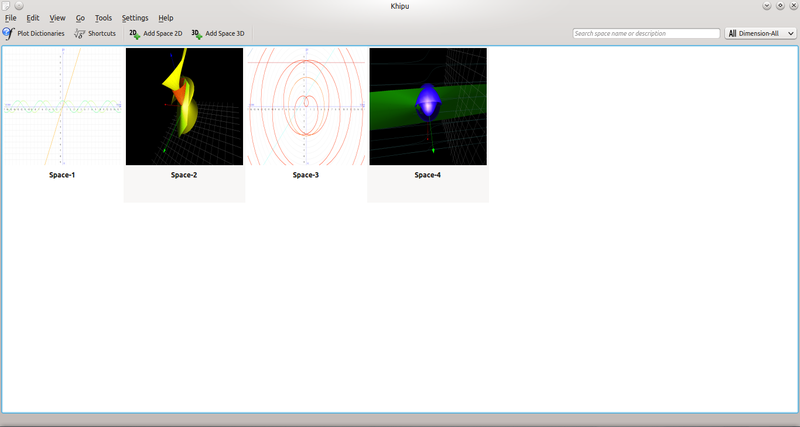 Khipu
File Edit View Go Tools Settings Help
Plot Dictionaries Shortcuts 2D Add Space 2D 3D Add Space 3D Search space name or description All Dimension-All
Space-1 Space-2 Space-3 Space-4